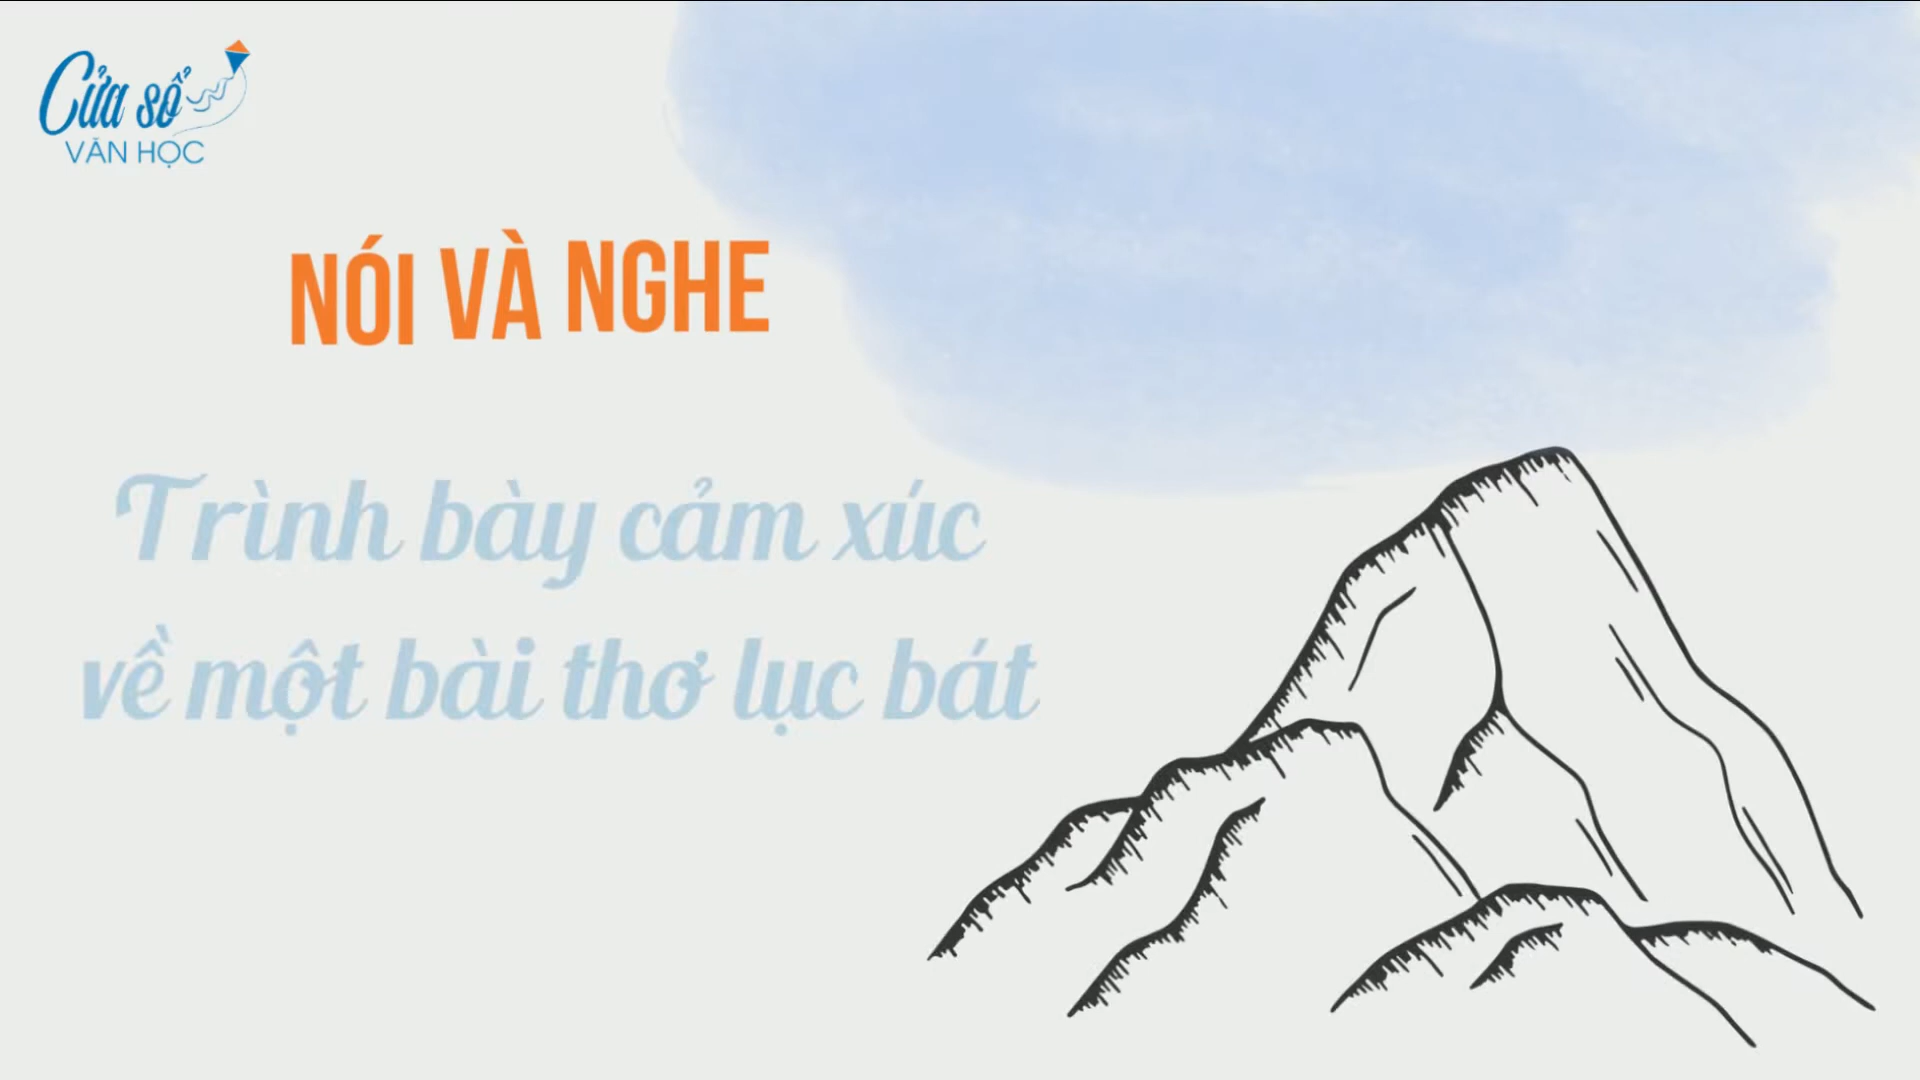 Cửa sổ
VĂN HỌC
NÓI VÀ NGHE
Trình bày cảm xúc
về một bài thơ lục bát